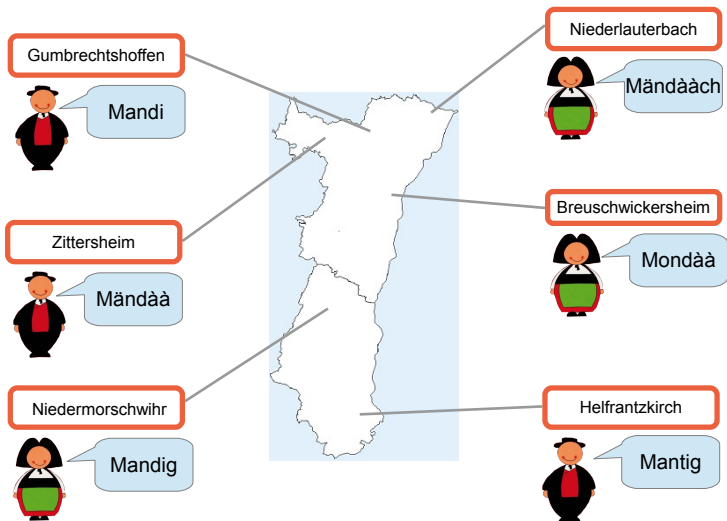 Gumbrechtshoffen
Mandi
Niederlauterbach
Mändààch
Zittersheim
Mändàà
Breuschwickersheim
Mondàà
Niedermorschwihr
Mandig
Helfrantzkirch
Mantig